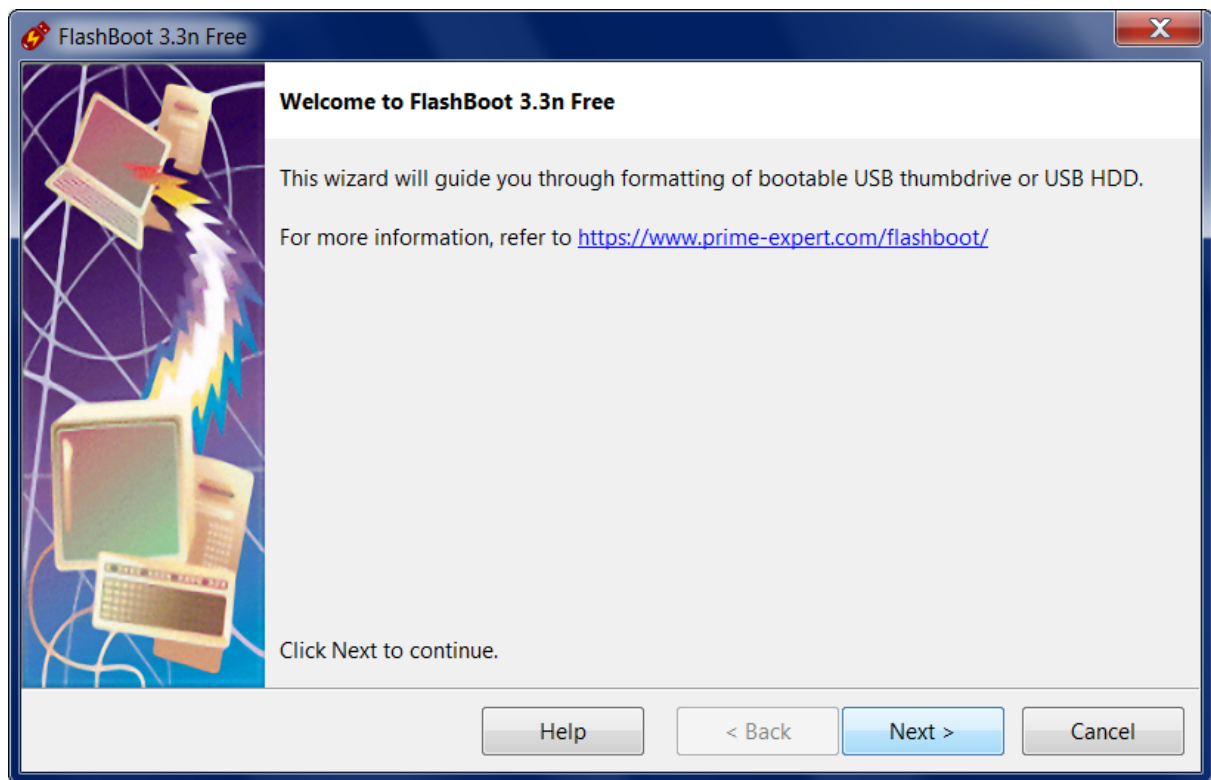 FlashBoot 3.3n Free
X
Welcome to FlashBoot 3.3n Free
This wizard will guide you through formatting of bootable USB thumbdrive or USB HDD.
For more information, refer to https://www.prime-expert.com/flashboot/
Click Next to continue.
Help
< Back
Next >
Cancel